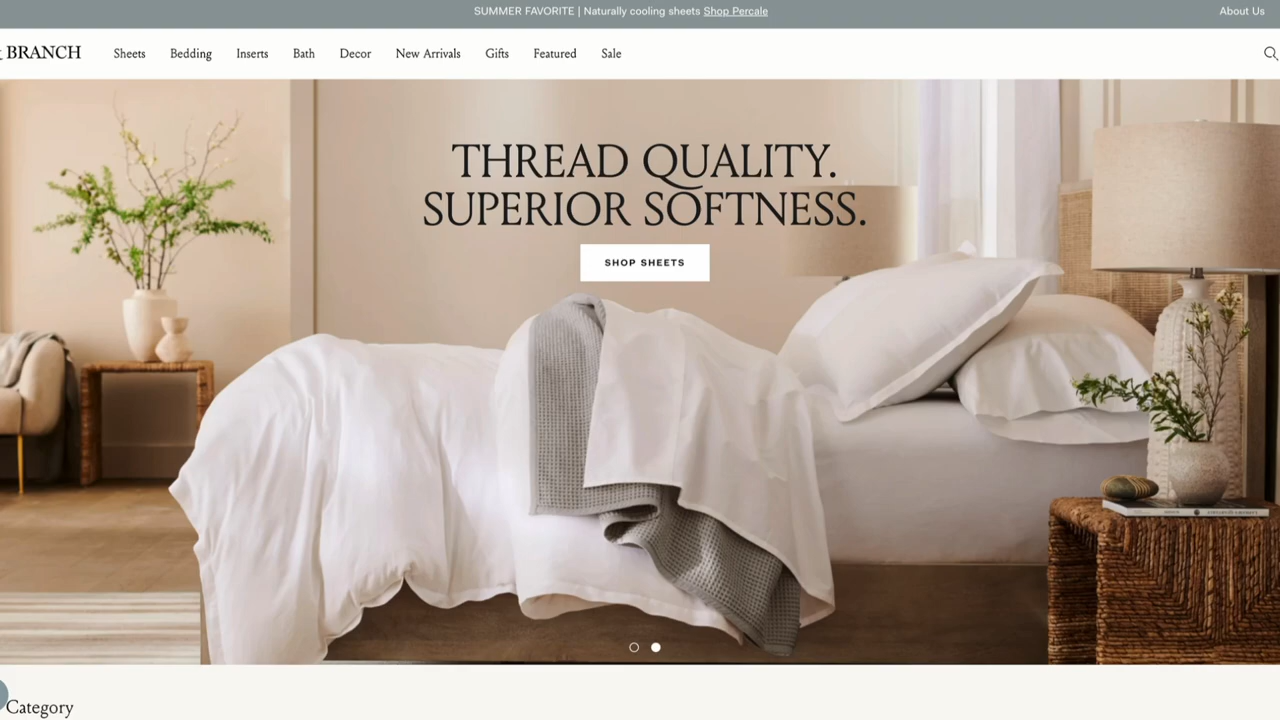 SUMMER FAVORITE | Naturally cooling sheets Shop Percale
About Us
BRANCH
Sheets
Bedding
Inserts
Bath
Decor
New Arrivals
Gifts
Featured
Sale
THREAD QUALITY.
SUPERIOR SOFTNESS.
SHOP SHEETS
Category